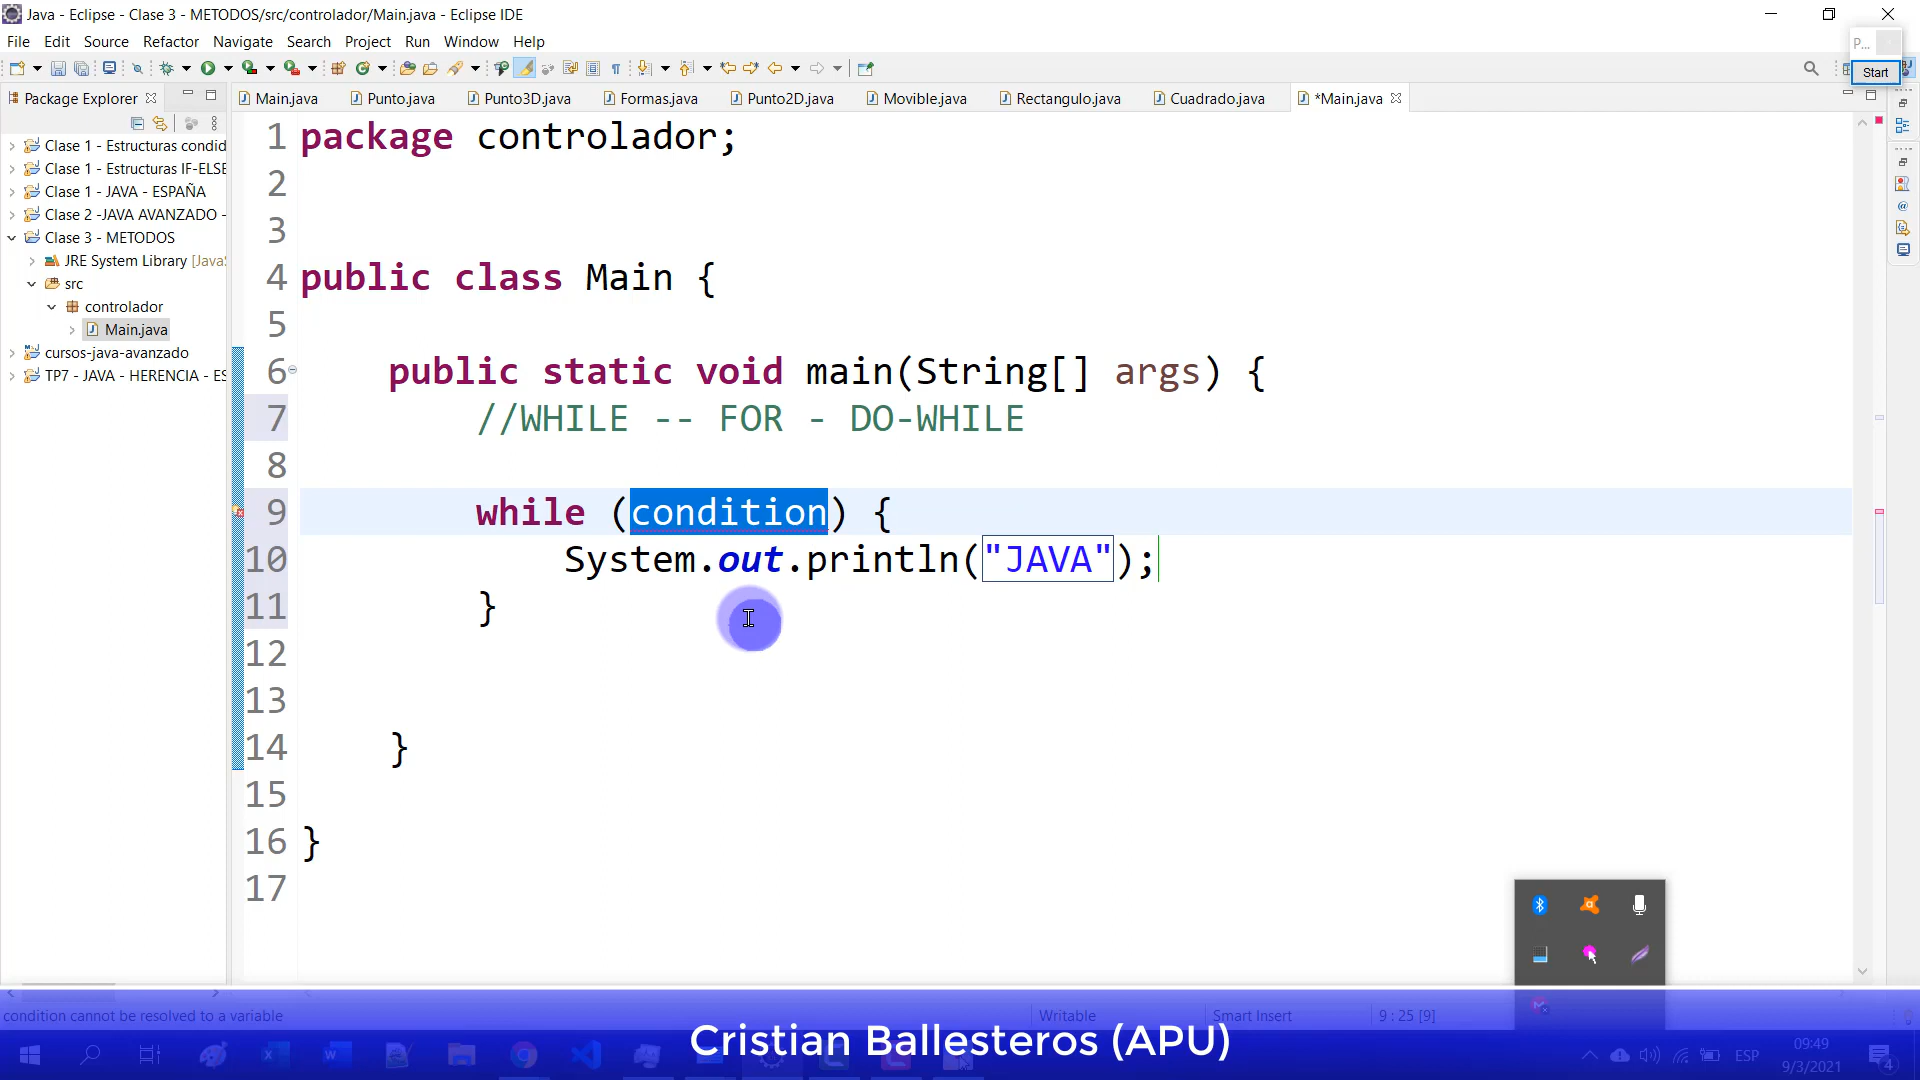 Java - Eclipse - Clase 3 - METODOS/src/controlador/Main.java - Eclipse IDE
File Edit Source Refactor Navigate Search Project Run Window Help
P...
Start
Package Explorer
Main.java Punto.java Punto3D.java Formas.java Punto2D.java Movible.java Rectangulo.java Cuadrado.java *Main.java
Clase 1 - Estructuras condid
Clase 1 - Estructuras IF-ELSE
Clase 1 - JAVA - ESPAÑA
Clase 2 -JAVA AVANZADO -
Clase 3 - METODOS
JRE System Library [Java
src
controlador
Main.java
cursos-java-avanzado
TP7 - JAVA - HERENCIA - ES
1 package controlador;
2
3
4 public class Main {
5
6 public static void main(String[] args) {
7 //WHILE -- FOR - DO-WHILE
8
9 while (condition) {
10 System.out.println("JAVA");
11 }
12
13
14 }
15
16 }
17
condition cannot be resolved to a variable
Writable
Smart Insert
9 : 25 [9]
Cristian Ballesteros (APU)
ESP
09:49
9/3/2021
4